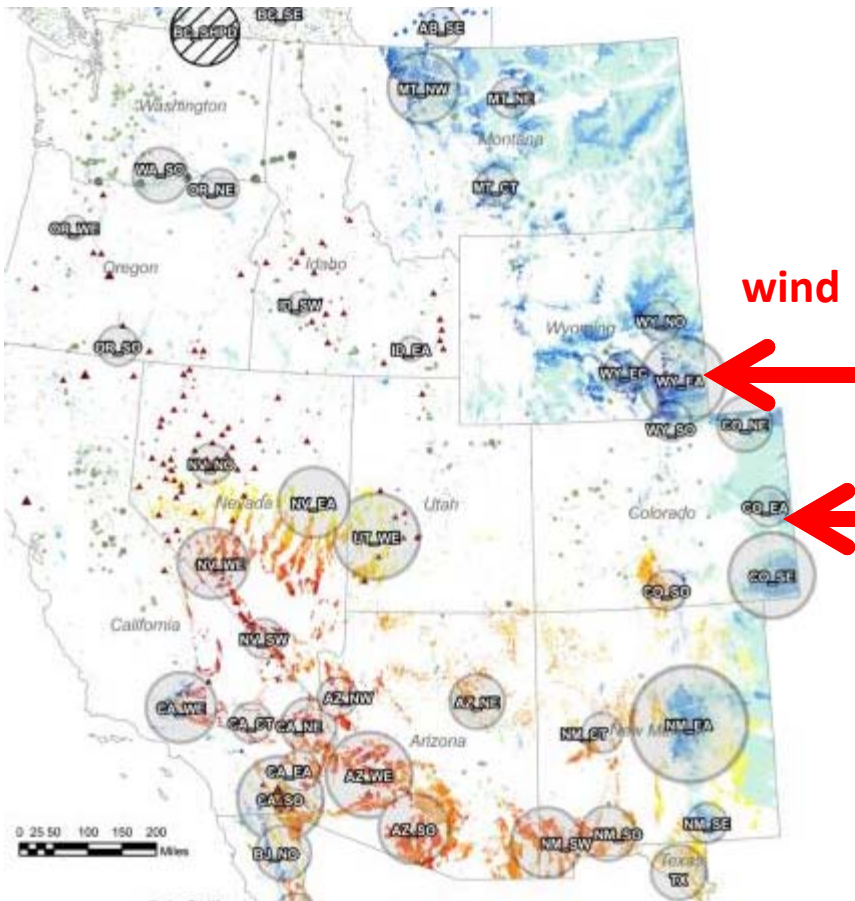 BC_SE
BC_SHPD
AB_SE
MT_NW
MT_NE
Washington
Montana
WA_SO
OR_NE
MT_CT
OR_WE
Oregon
Idaho
wind
ID_SW
Wyoming
WY_NO
OR_SO
ID_EA
WY_EC
WY_EA
WY_SO
CO_NE
NV_NO
Nevada
NV_EA
Utah
Colorado
CO_EA
UT_WE
NV_WE
CO_SE
CO_SO
California
NV_SW
CA_WE
CA_CT
CA_NE
AZ_NW
AZ_NE
Arizona
NM_CT
NM_EA
CA_EA
AZ_WE
CA_SO
AZ_SO
NM_SW
NM_SO
NM_SE
0 25 50 100 150 200
Miles
BJ_NO
Texas
TX